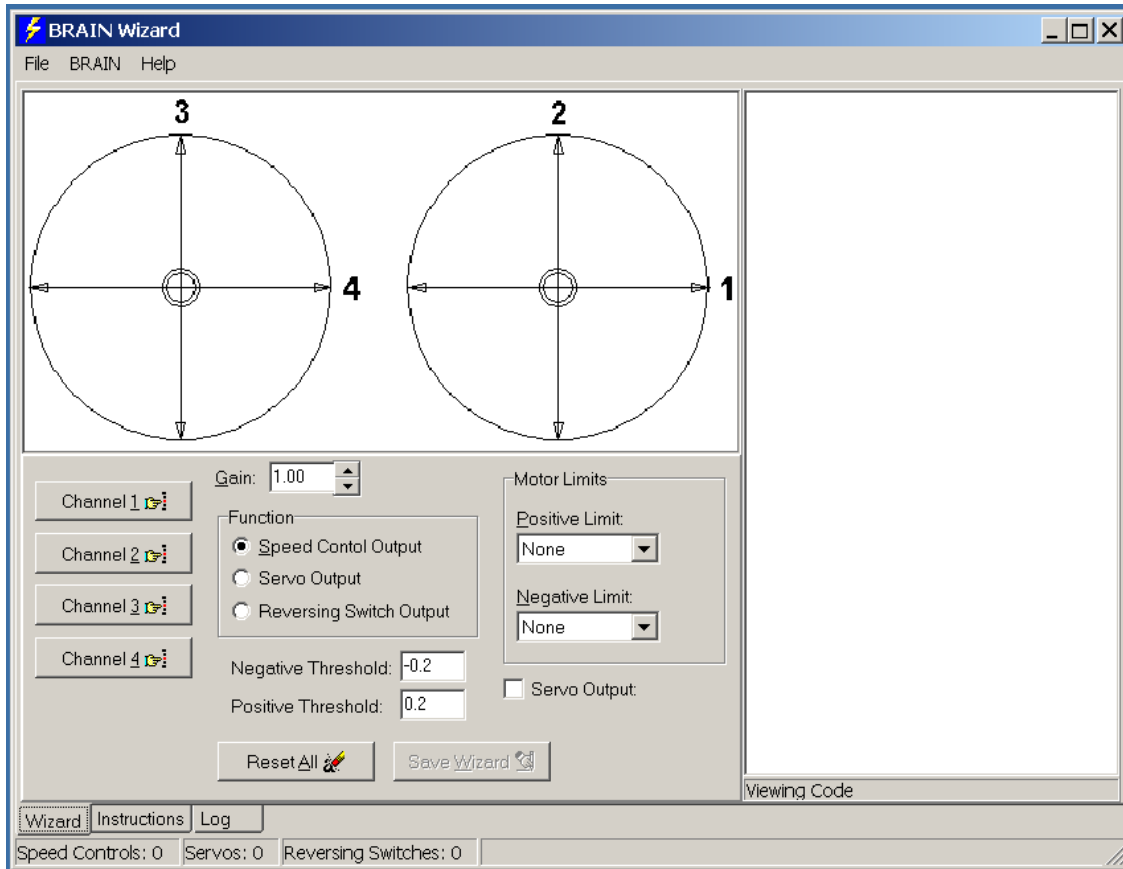 BRAIN Wizard
File BRAIN Help
3
2
4
1
Gain: 1.00
Channel 1
Channel 2
Channel 3
Channel 4
Function
Speed Contol Output
Servo Output
Reversing Switch Output
Negative Threshold: -0.2
Positive Threshold: 0.2
Motor Limits
Positive Limit:
None
Negative Limit:
None
Servo Output:
Reset All
Save Wizard
Viewing Code
Wizard Instructions Log
Speed Controls: 0 Servos: 0 Reversing Switches: 0